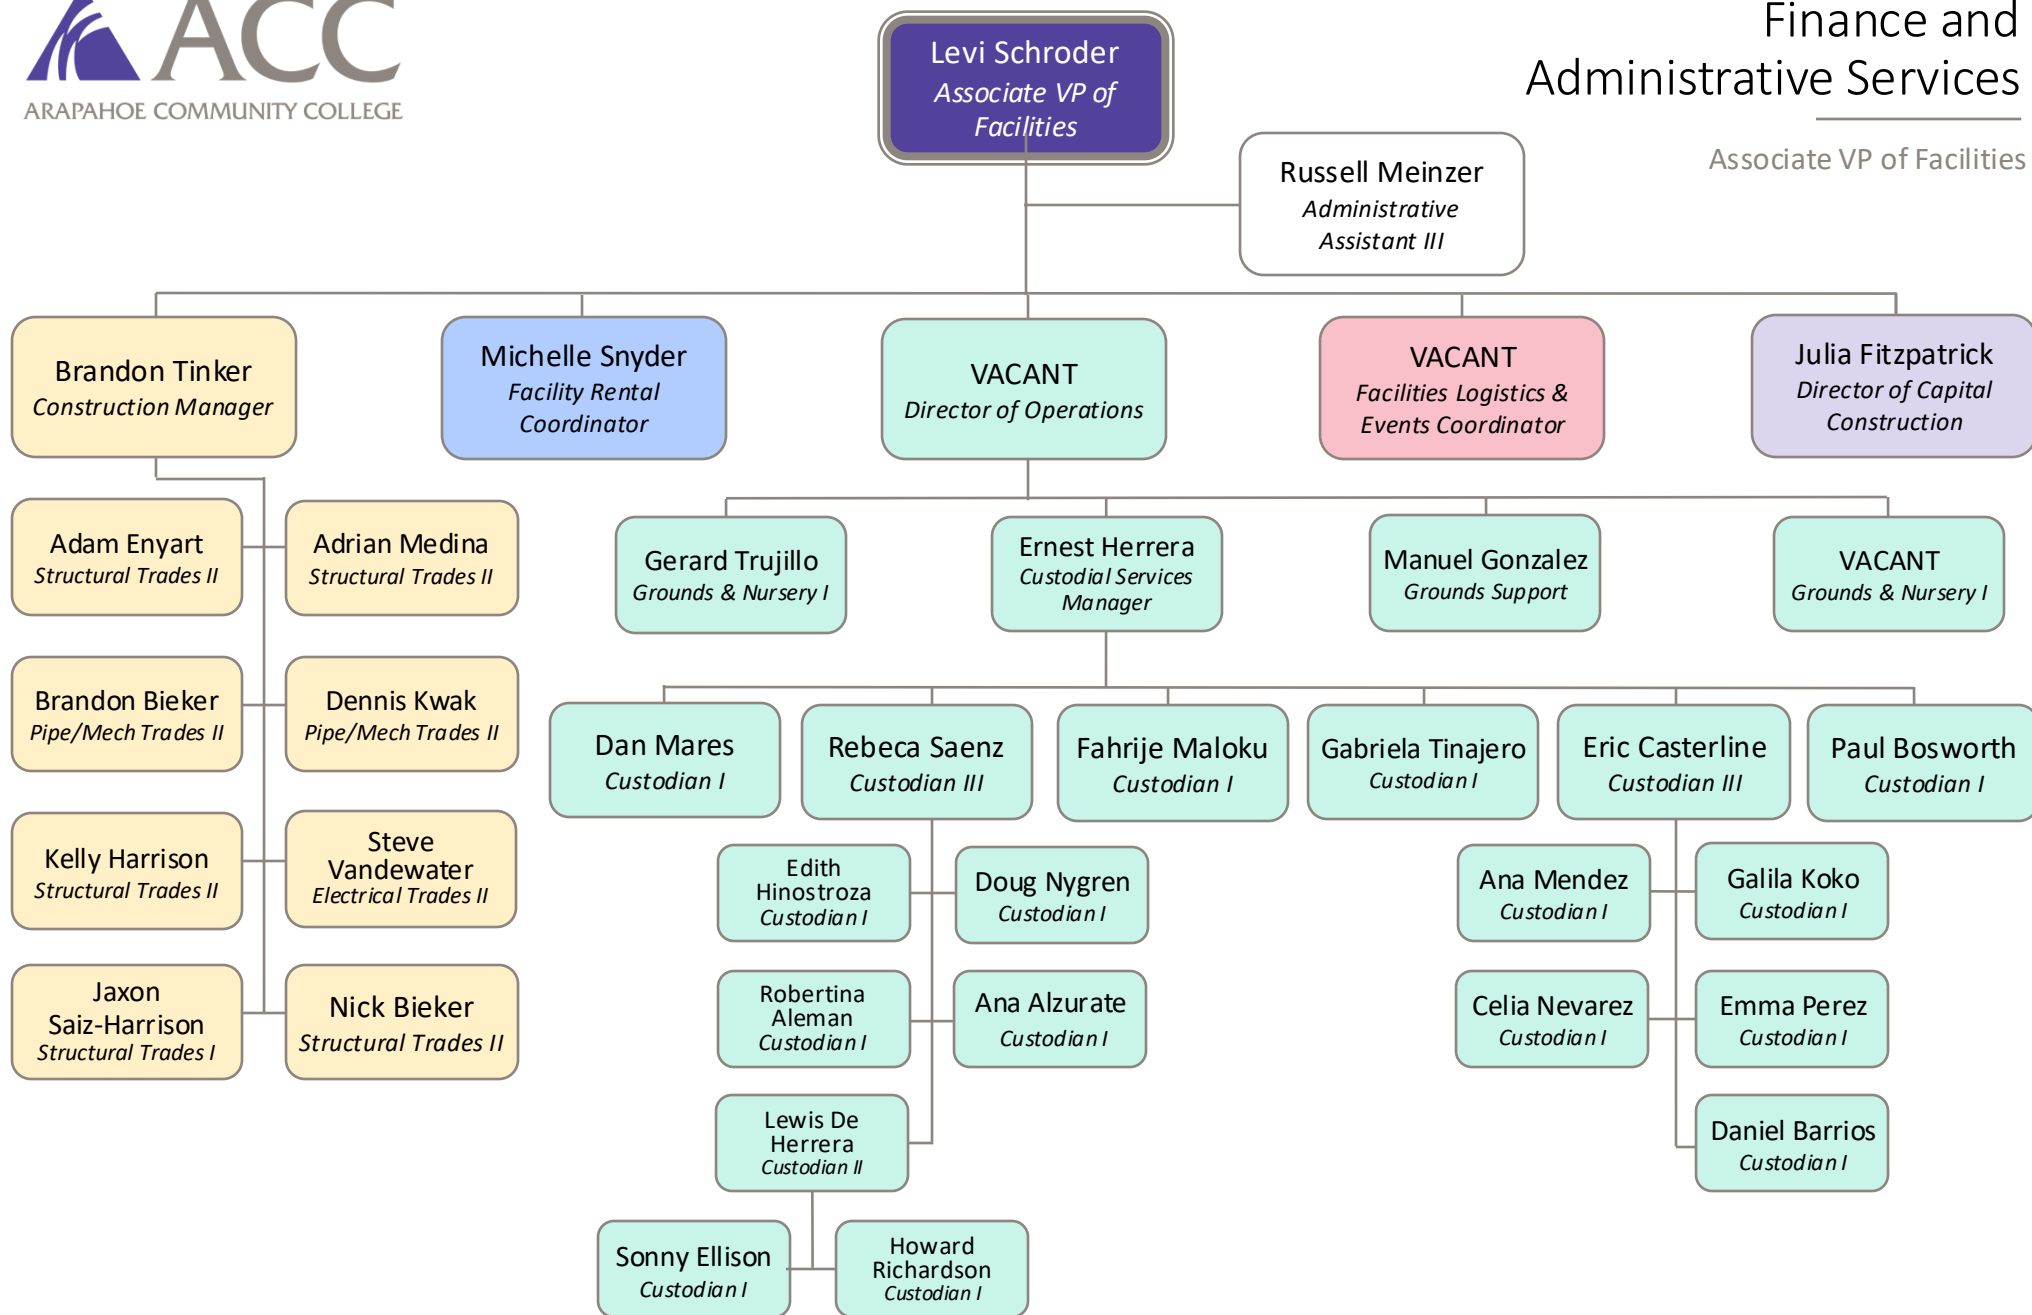 ACC
ARAPAHOE COMMUNITY COLLEGE
Finance and
Administrative Services
Associate VP of Facilities
Levi Schroder
Associate VP of
Facilities
Russell Meinzer
Administrative
Assistant III
Brandon Tinker
Construction Manager
Michelle Snyder
Facility Rental
Coordinator
VACANT
Director of Operations
VACANT
Facilities Logistics &
Events Coordinator
Julia Fitzpatrick
Director of Capital
Construction
Adam Enyart
Structural Trades II
Adrian Medina
Structural Trades II
Brandon Bieker
Pipe/Mech Trades II
Dennis Kwak
Pipe/Mech Trades II
Kelly Harrison
Structural Trades II
Steve
Vandewater
Electrical Trades II
Jaxon
Saiz-Harrison
Structural Trades I
Nick Bieker
Structural Trades II
Gerard Trujillo
Grounds & Nursery I
Ernest Herrera
Custodial Services
Manager
Manuel Gonzalez
Grounds Support
VACANT
Grounds & Nursery I
Dan Mares
Custodian I
Rebeca Saenz
Custodian III
Fahrije Maloku
Custodian I
Gabriela Tinajero
Custodian I
Eric Casterline
Custodian III
Paul Bosworth
Custodian I
Edith
Hinostroza
Custodian I
Doug Nygren
Custodian I
Robertina
Aleman
Custodian I
Ana Alzurate
Custodian I
Lewis De
Herrera
Custodian II
Sonny Ellison
Custodian I
Howard
Richardson
Custodian I
Ana Mendez
Custodian I
Galila Koko
Custodian I
Celia Nevarez
Custodian I
Emma Perez
Custodian I
Daniel Barrios
Custodian I